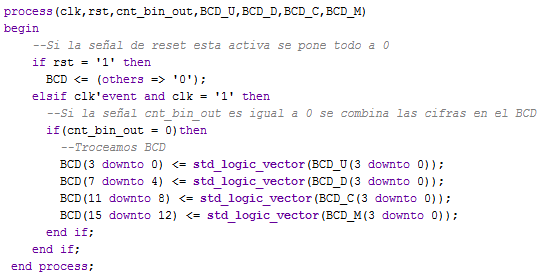 process(clk,rst,cnt_bin_out,BCD_U,BCD_D,BCD_C,BCD_M)
begin
--Si la señal de reset esta activa se pone todo a 0
if rst = '1' then
BCD <= (others => '0');
elsif clk'event and clk = '1' then
--Si la señal cnt_bin_out es igual a 0 se combina las cifras en el BCD
if(cnt_bin_out = 0)then
--Troceamos BCD
BCD(3 downto 0) <= std_logic_vector(BCD_U(3 downto 0));
BCD(7 downto 4) <= std_logic_vector(BCD_D(3 downto 0));
BCD(11 downto 8) <= std_logic_vector(BCD_C(3 downto 0));
BCD(15 downto 12) <= std_logic_vector(BCD_M(3 downto 0));
end if;
end if;
end process;